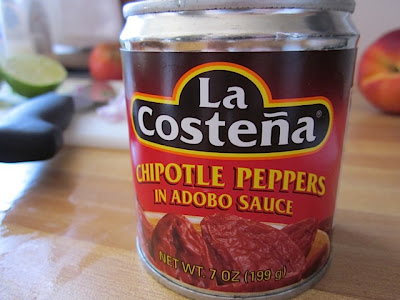 La
Costeña®
CHIPOTLE PEPPERS
IN ADOBO SAUCE
NET WT. 7 OZ (199 g)